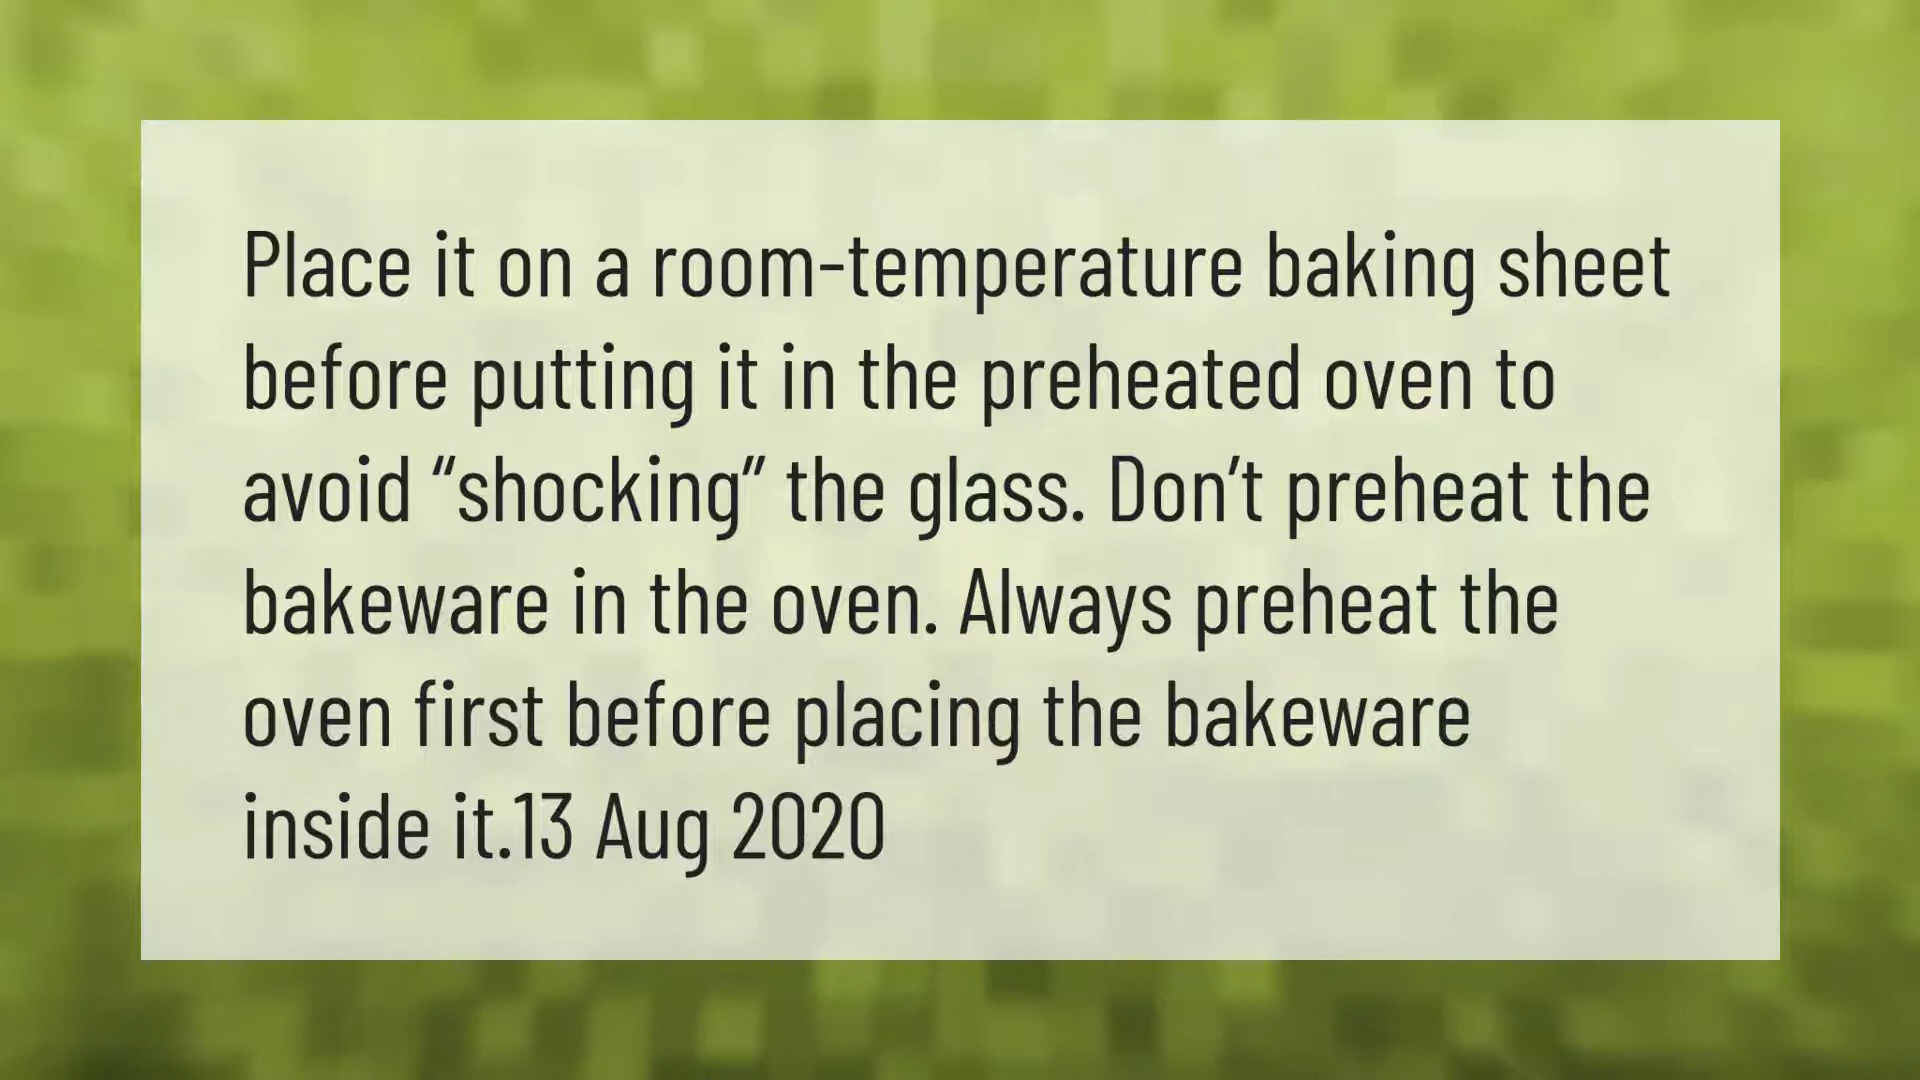 Place it on a room-temperature baking sheet
before putting it in the preheated oven to
avoid “shocking” the glass. Don’t preheat the
bakeware in the oven. Always preheat the
oven first before placing the bakeware
inside it.13 Aug 2020